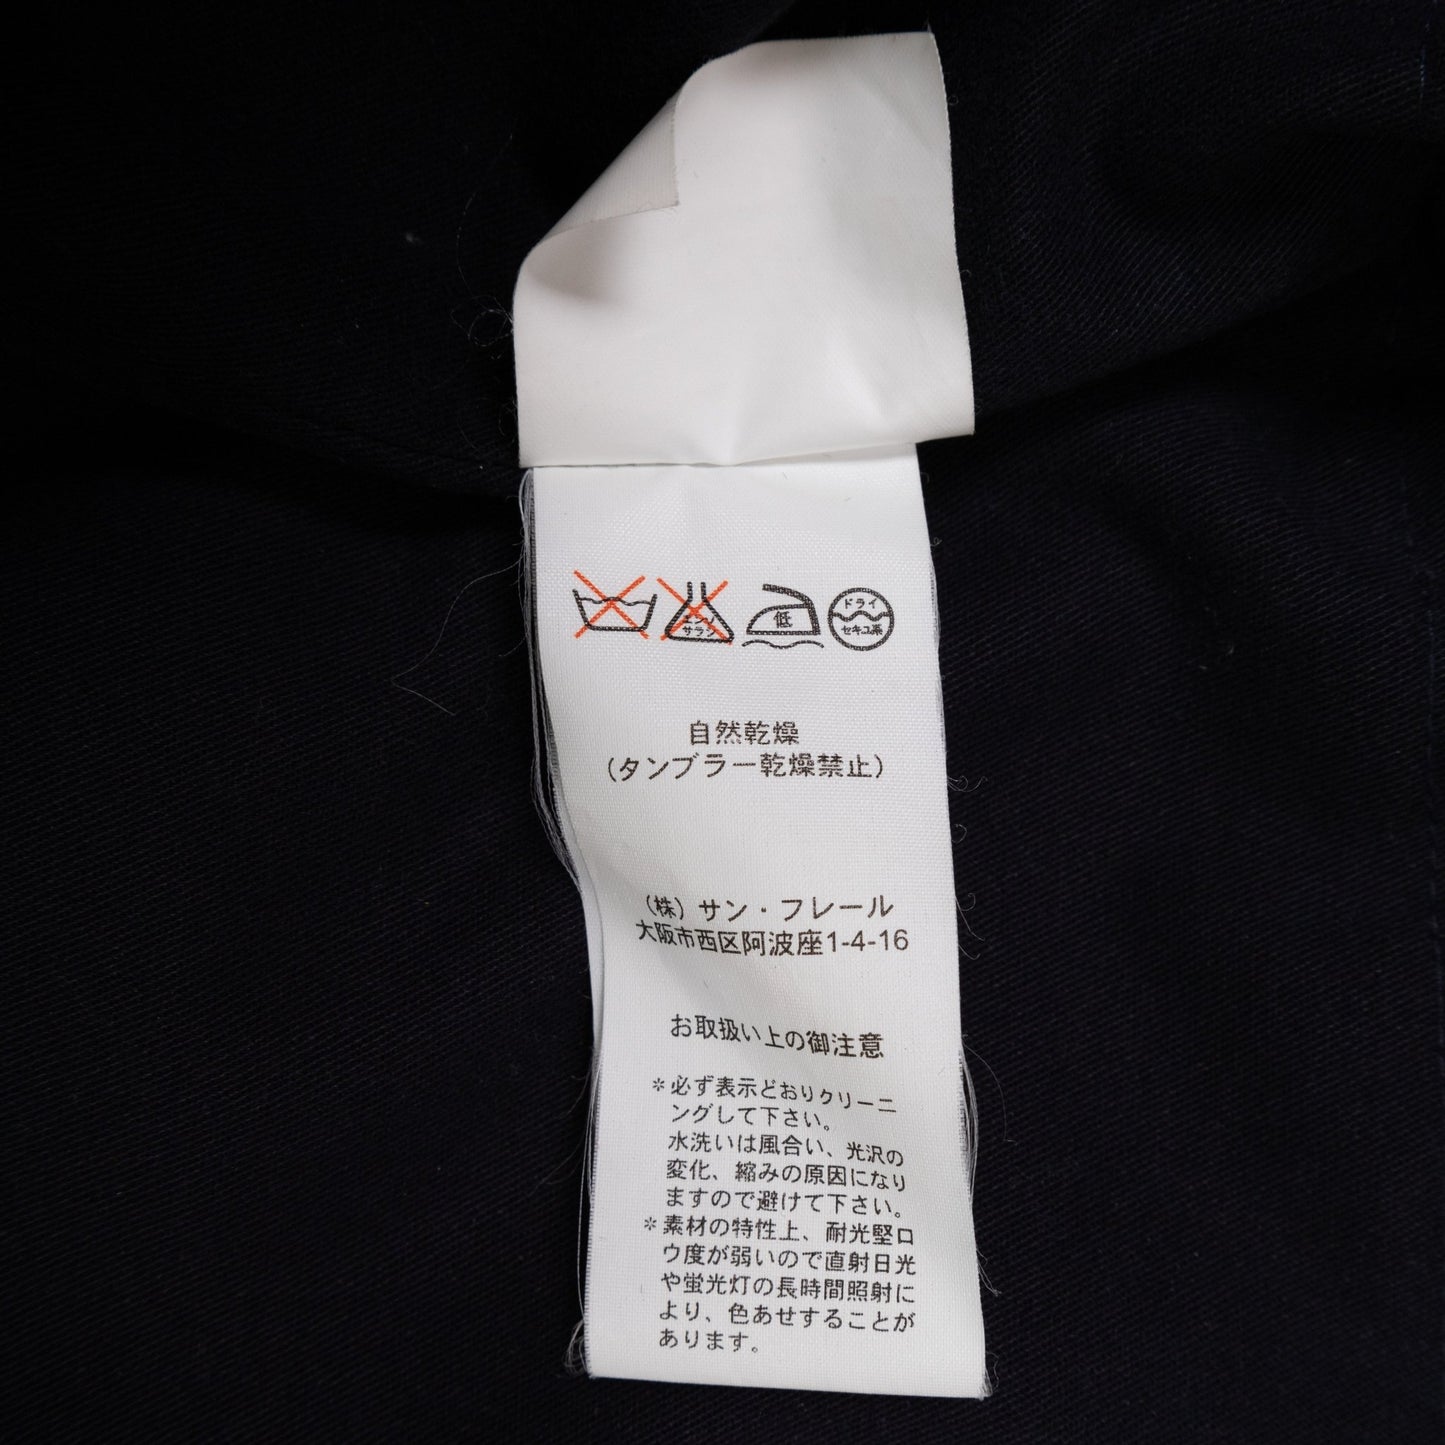 エンソ
サラシ
低
ドライ
セキユ系
自然乾燥
(タンブラー乾燥禁止)
(株)サン・フレール
大阪市西区阿波座1-4-16
お取扱い上の御注意
＊必ず表示どおりクリーニ
ングして下さい。
水洗いは風合い、光沢の
変化、縮みの原因になり
ますので避けて下さい。
＊素材の特性上、耐光堅ロ
ウ度が弱いので直射日光
や蛍光灯の長時間照射に
より、色あせすることが
あります。